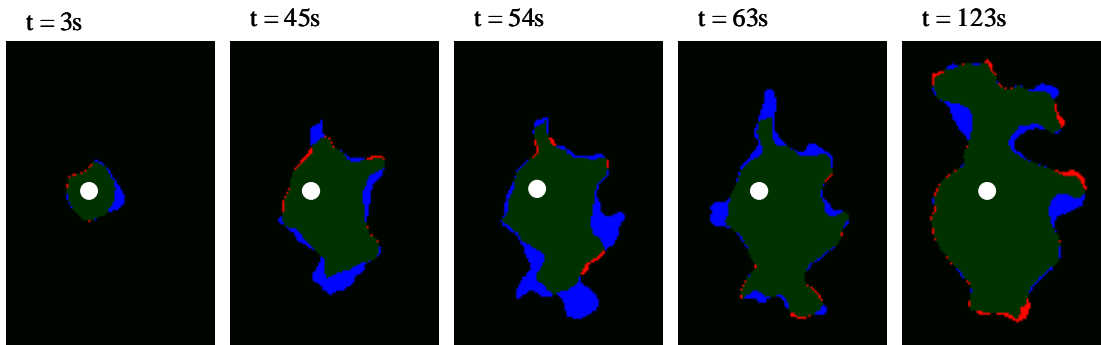 t = 3s t = 45s t = 54s t = 63s t = 123s